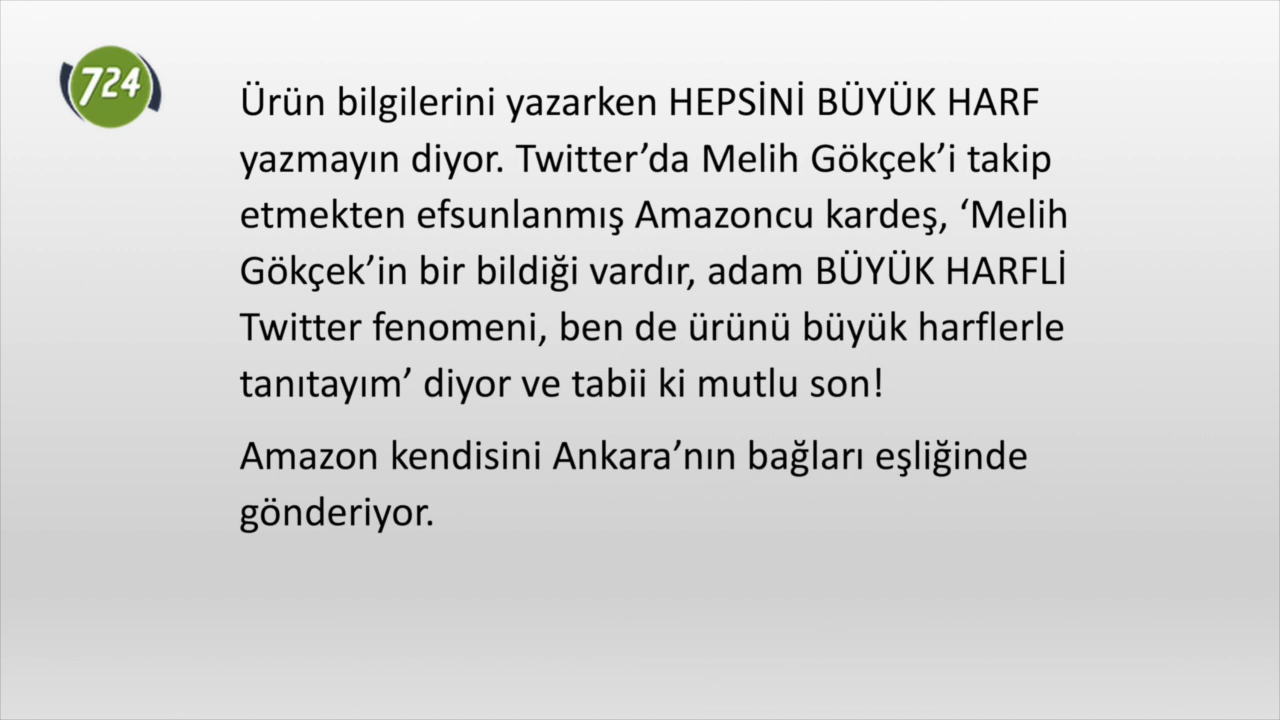 724
Ürün bilgilerini yazarken HEPSİNİ BÜYÜK HARF
yazmayın diyor. Twitter’da Melih Gökçek’i takip
etmekten efsunlanmış Amazoncu kardeş, ‘Melih
Gökçek’in bir bildiği vardır, adam BÜYÜK HARFLİ
Twitter fenomeni, ben de ürünü büyük harflerle
tanıtayım’ diyor ve tabii ki mutlu son!
Amazon kendisini Ankara’nın bağları eşliğinde
gönderiyor.